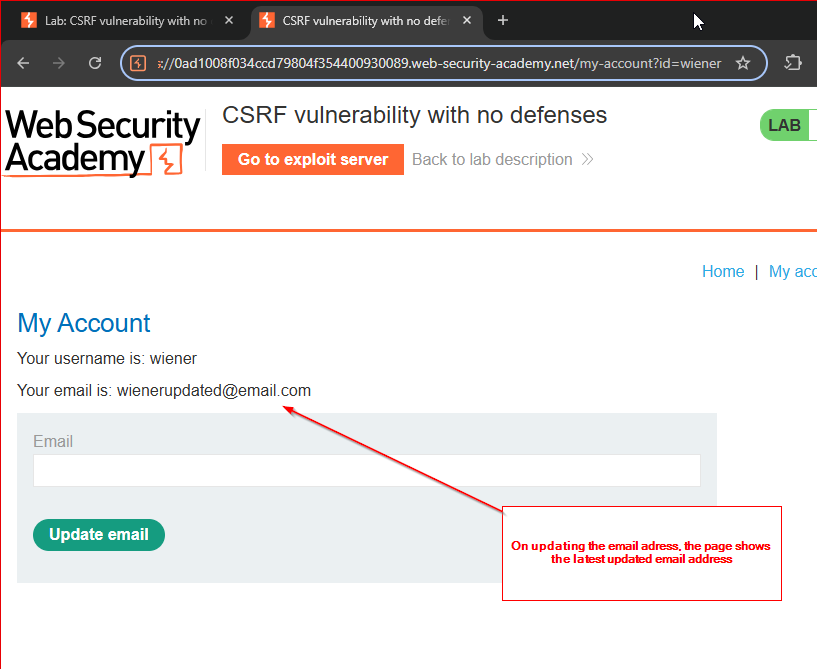 Lab: CSRF vulnerability with no
CSRF vulnerability with no defe
://0ad1008f034ccd79804f354400930089.web-security-academy.net/my-account?id=wiener
Web Security
Academy
CSRF vulnerability with no defenses
Go to exploit server
Back to lab description
LAB
Home | My acc
My Account
Your username is: wiener
Your email is: wienerupdated@email.com
Email
Update email
On updating the email adress, the page shows
the latest updated email address